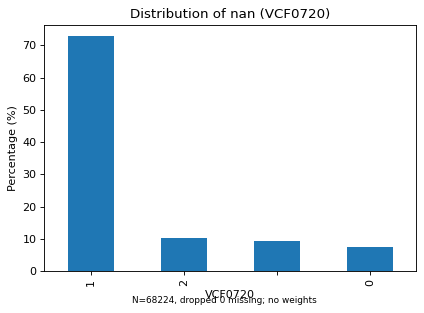 Distribution of nan (VCF0720)
Percentage (%)
70
60
50
40
30
20
10
0
1
2
0
VCF0720
N=68224, dropped 0 missing; no weights